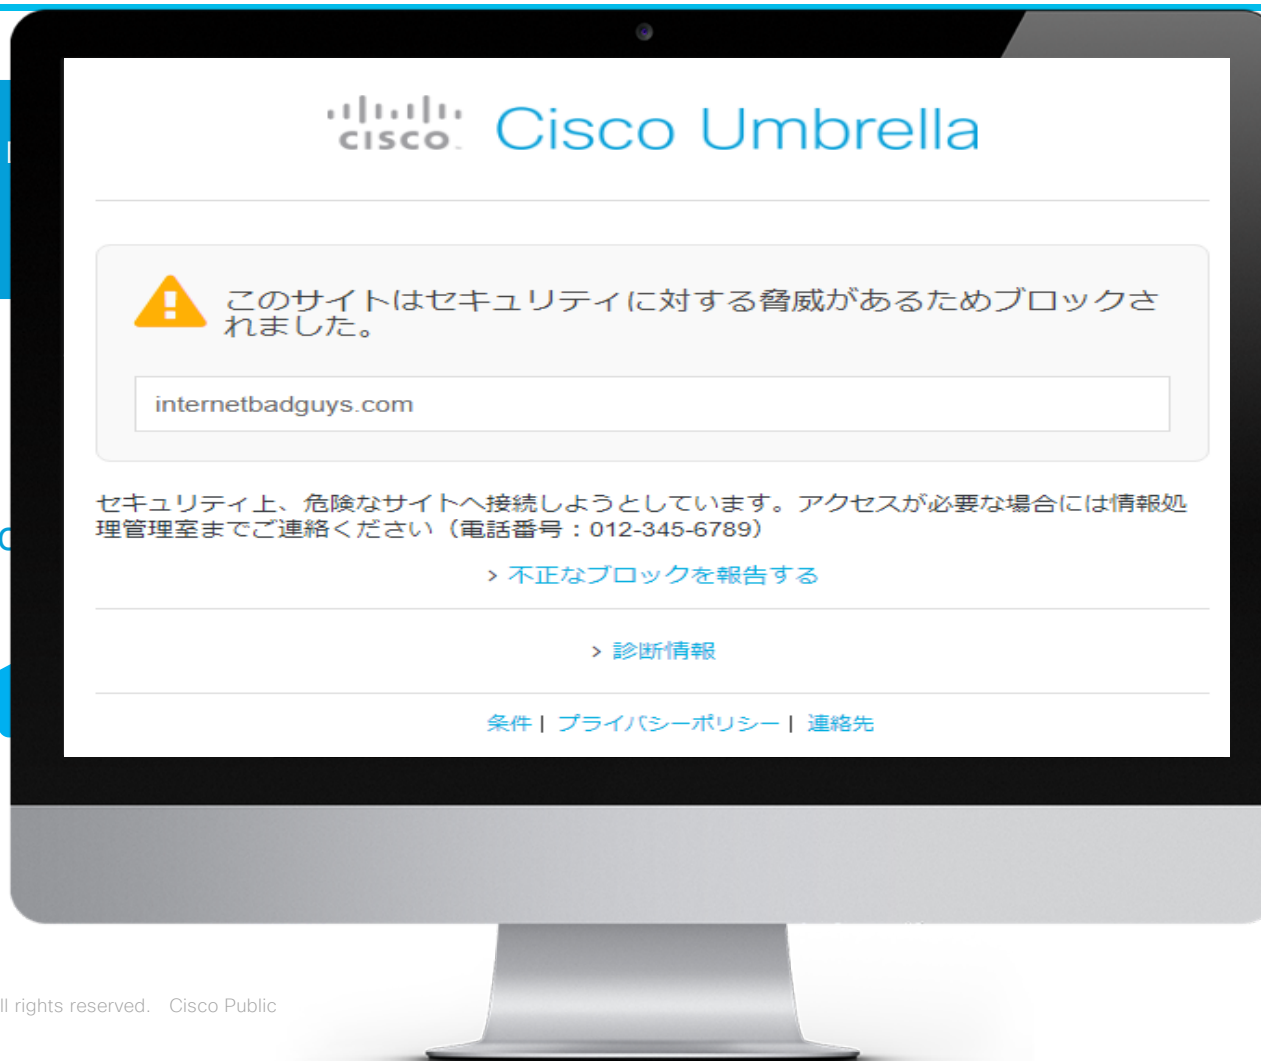 cisco. Cisco Umbrella
このサイトはセキュリティに対する脅威があるためブロックさ
れました。
internetbadguys.com
セキュリティ上、危険なサイトへ接続しようとしています。アクセスが必要な場合には情報処
理管理室までご連絡ください（電話番号：012-345-6789）
> 不正なブロックを報告する
> 診断情報
条件 | プライバシーポリシー | 連絡先
ll rights reserved. Cisco Public